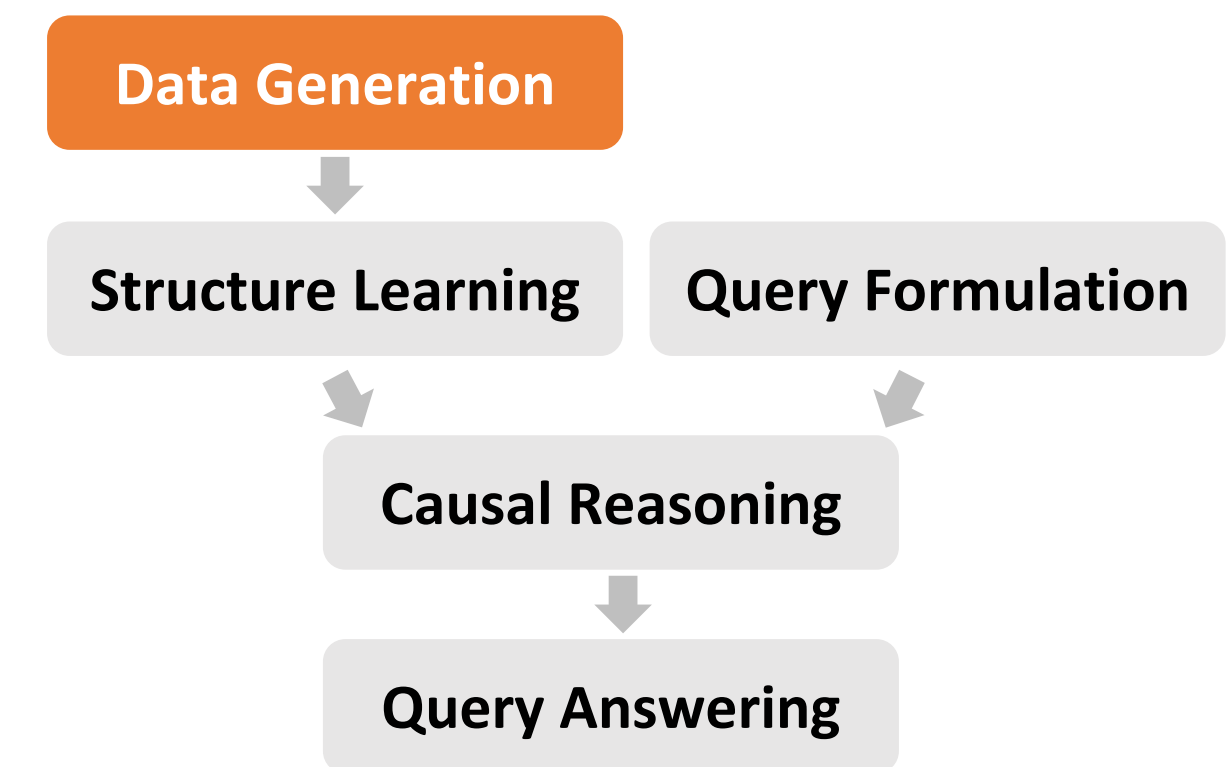 Data Generation
Structure Learning
Query Formulation
Causal Reasoning
Query Answering